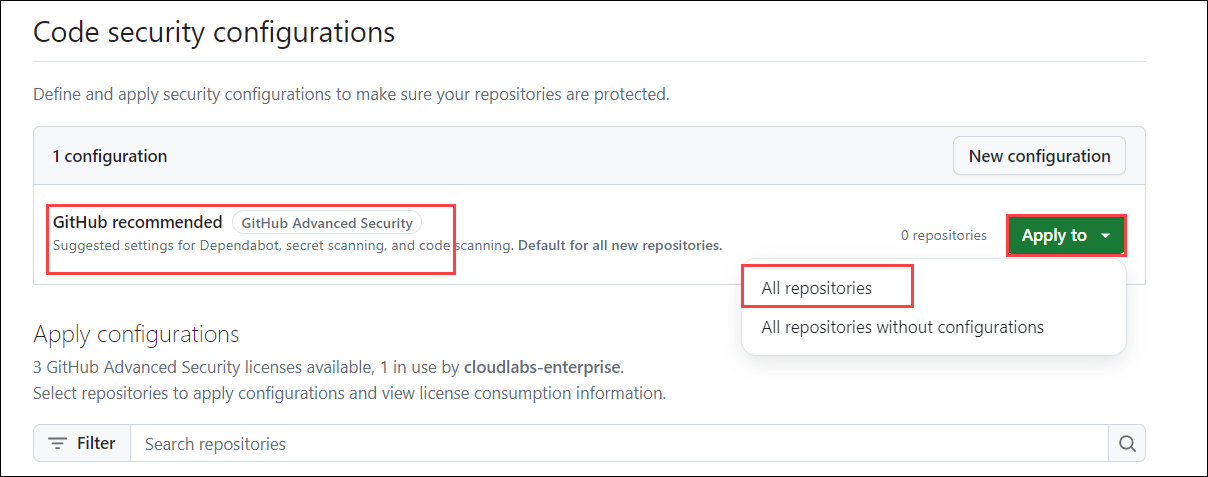 Code security configurations
Define and apply security configurations to make sure your repositories are protected.
1 configuration
New configuration
GitHub recommended GitHub Advanced Security
Suggested settings for Dependabot, secret scanning, and code scanning. Default for all new repositories.
0 repositories
Apply to
All repositories
All repositories without configurations
Apply configurations
3 GitHub Advanced Security licenses available, 1 in use by cloudlabs-enterprise.
Select repositories to apply configurations and view license consumption information.
Filter
Search repositories